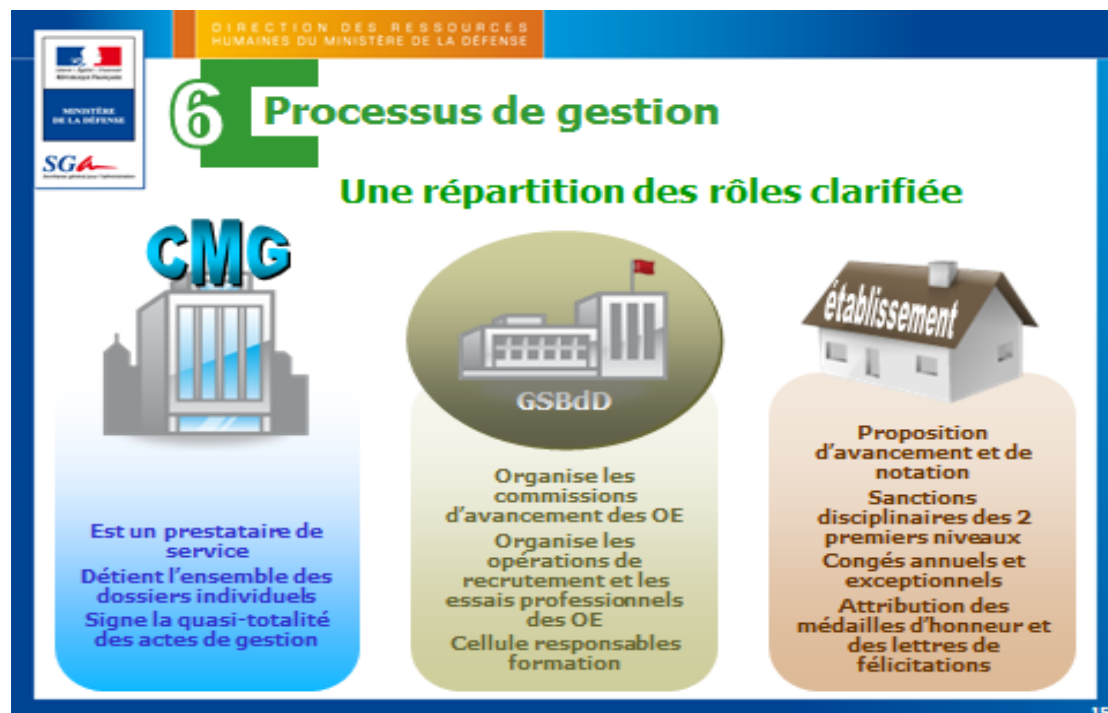 DIRECTION DES RESSOURCES
HUMAINES DU MINISTÈRE DE LA DÉFENSE
MINISTÈRE
DE LA DÉFENSE
SGA
6
Processus de gestion
Une répartition des rôles clarifiée
CMG
Est un prestataire de
service
Détient l'ensemble des
dossiers individuels
Signe la quasi-totalité
des actes de gestion
GSBdD
Organise les
commissions
d'avancement des OE
Organise les
opérations de
recrutement et les
essais professionnels
des OE
Cellule responsables
formation
établissement
Proposition
d'avancement et de
notation
Sanctions
disciplinaires des 2
premiers niveaux
Congés annuels et
exceptionnels
Attribution des
médailles d'honneur et
des lettres de
félicitations